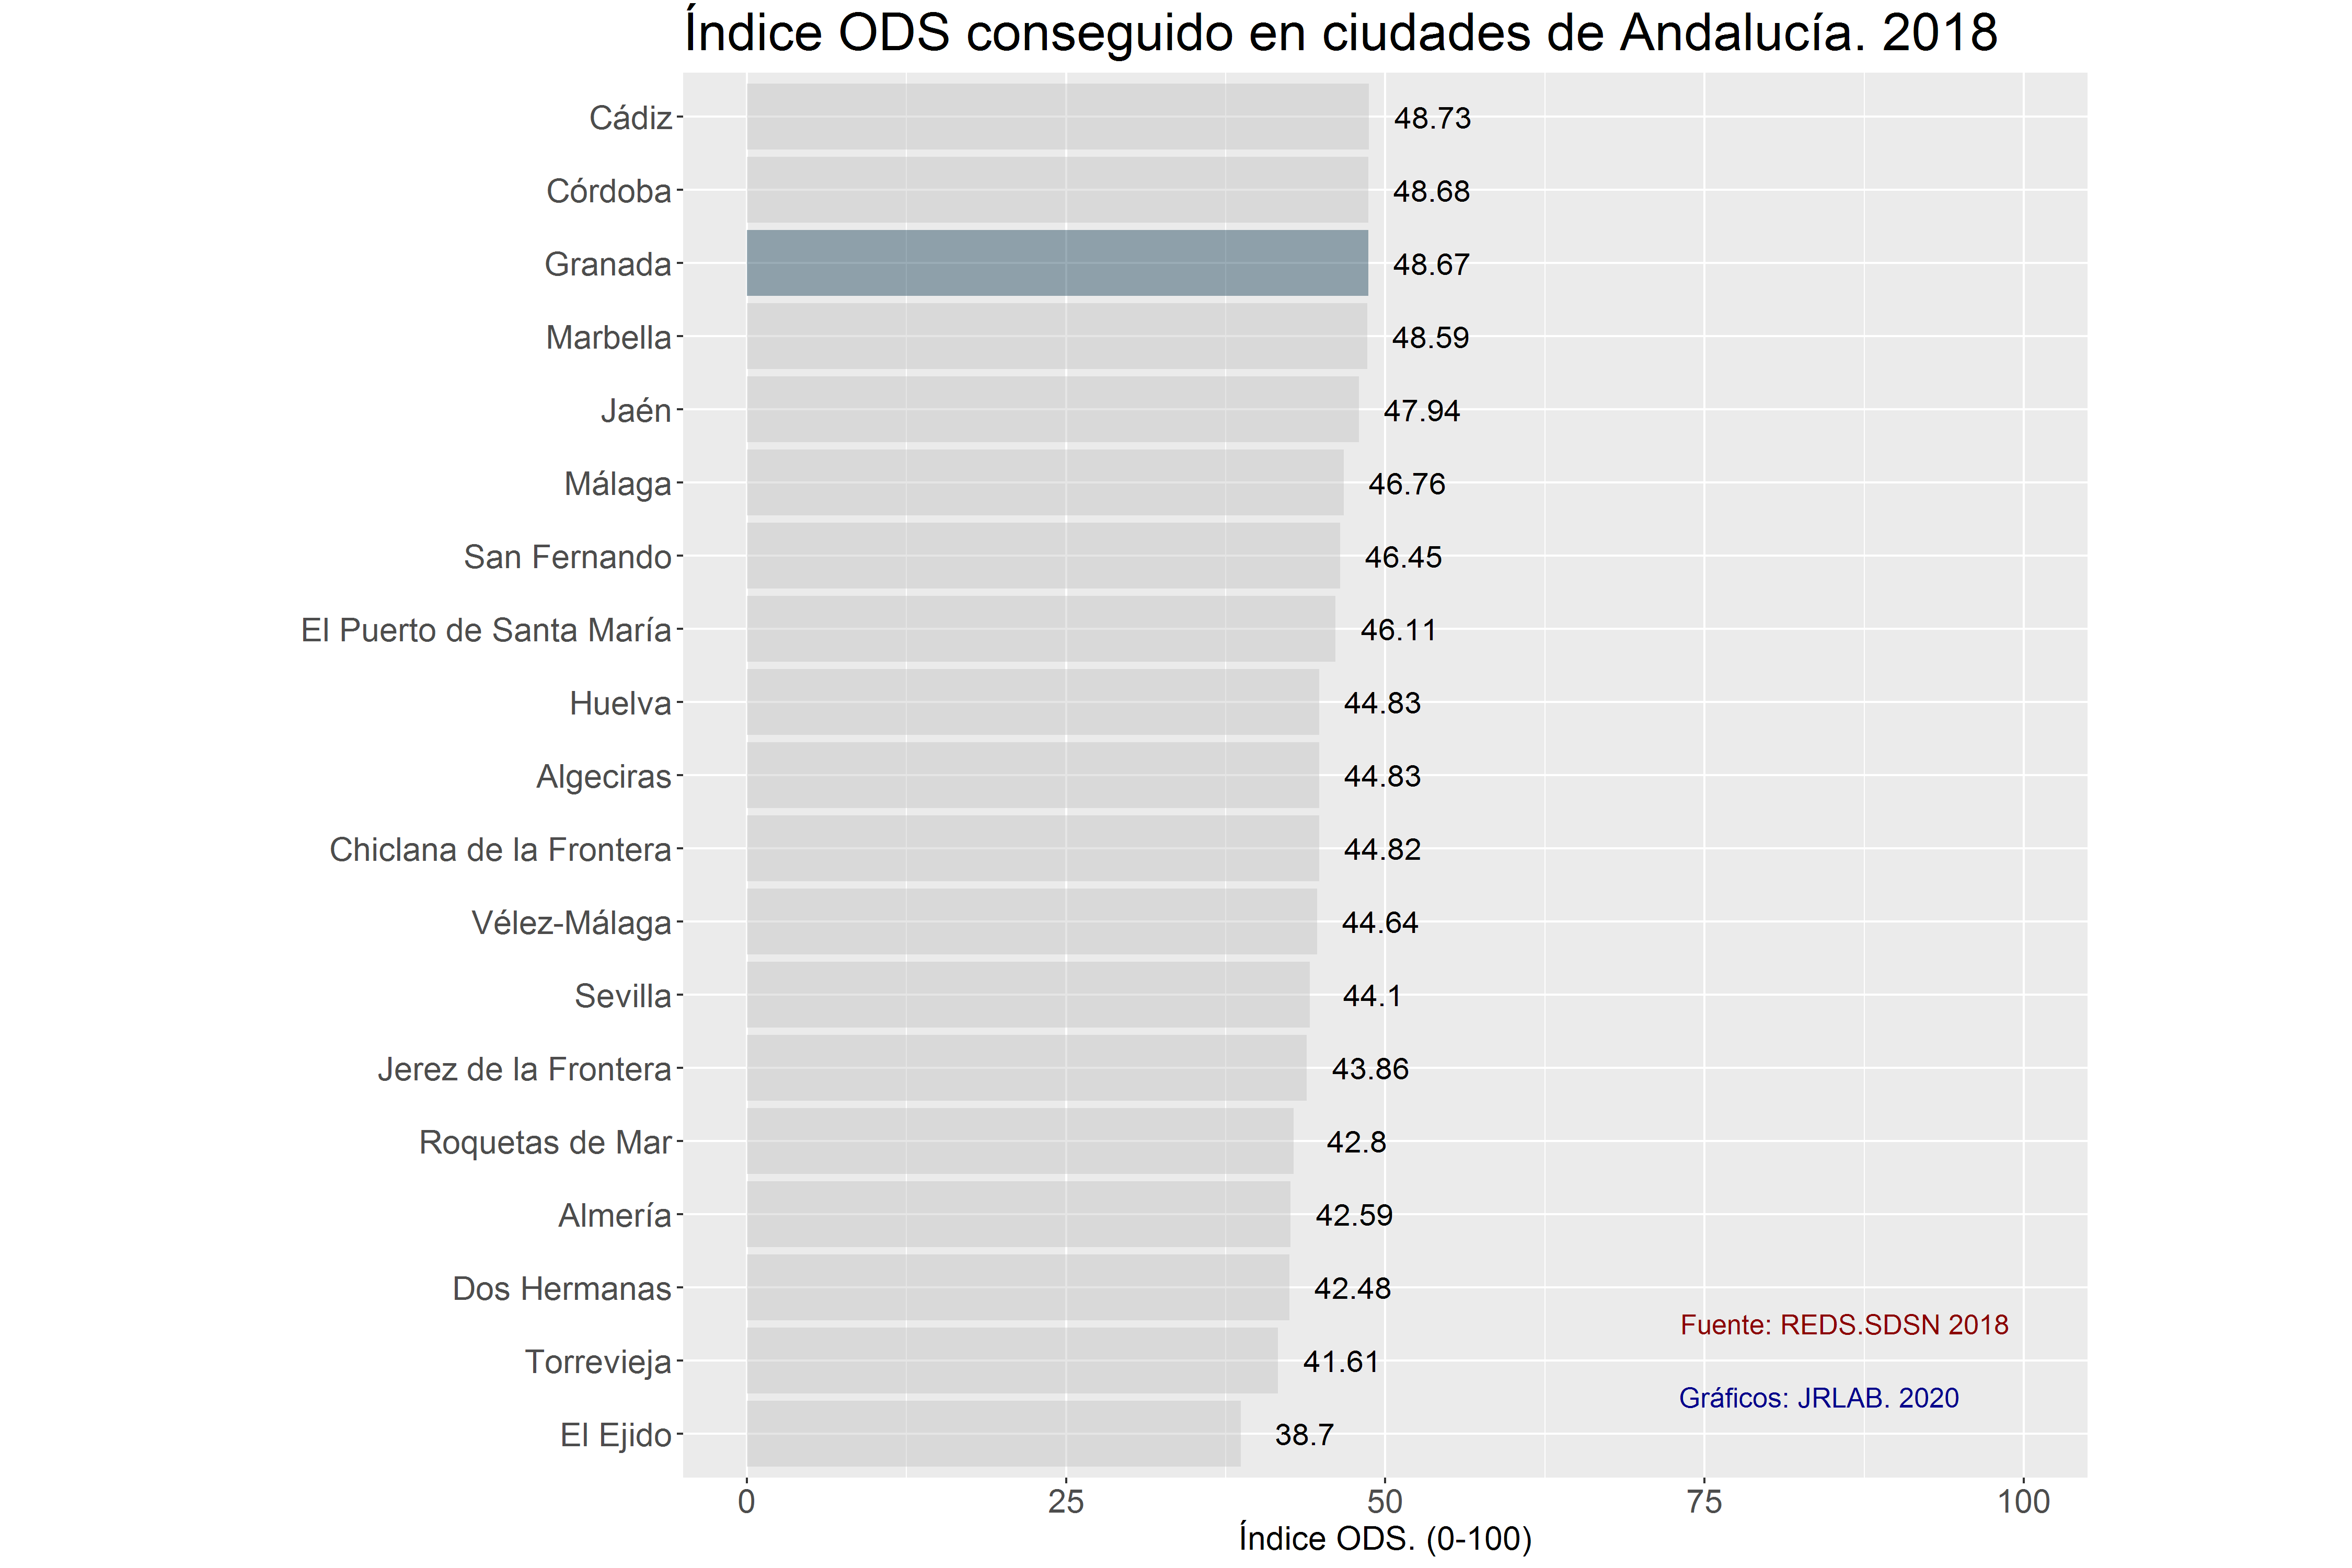 Índice ODS conseguido en ciudades de Andalucía. 2018
Cádiz 48.73
Córdoba 48.68
Granada 48.67
Marbella 48.59
Jaén 47.94
Málaga 46.76
San Fernando 46.45
El Puerto de Santa María 46.11
Huelva 44.83
Algeciras 44.83
Chiclana de la Frontera 44.82
Vélez-Málaga 44.64
Sevilla 44.1
Jerez de la Frontera 43.86
Roquetas de Mar 42.8
Almería 42.59
Dos Hermanas 42.48
Fuente: REDS.SDSN 2018
Torrevieja 41.61
Gráficos: JRLAB. 2020
El Ejido 38.7
0 25 50 75 100
Índice ODS. (0-100)